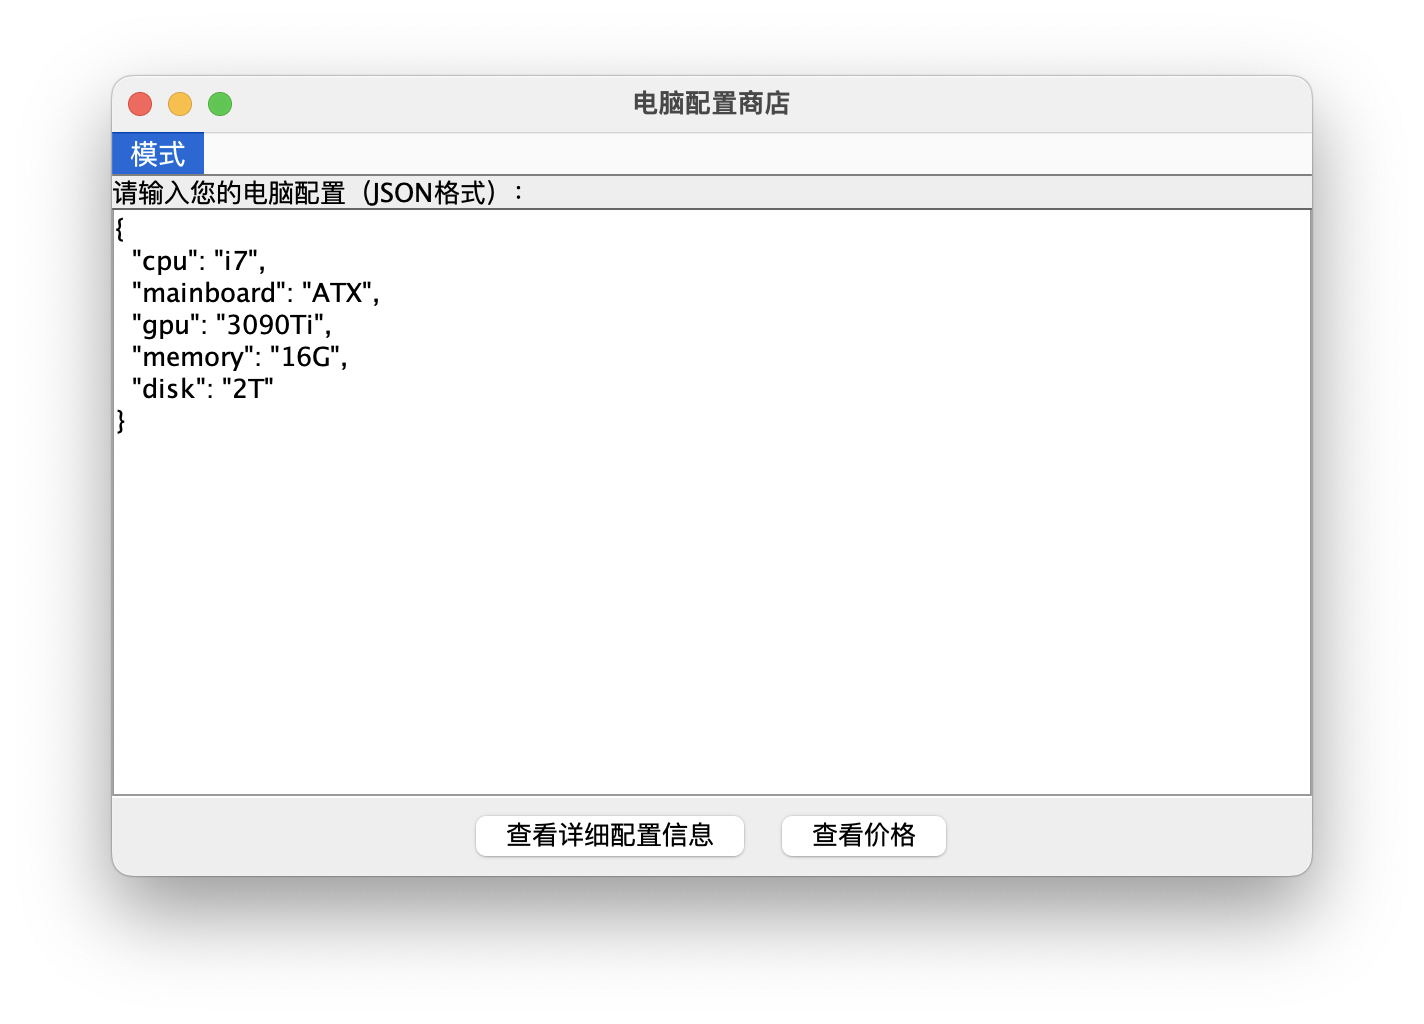 电脑配置商店
模式
请输入您的电脑配置（JSON格式）：
{
"cpu": "i7",
"mainboard": "ATX",
"gpu": "3090Ti",
"memory": "16G",
"disk": "2T"
}
查看详细配置信息 查看价格